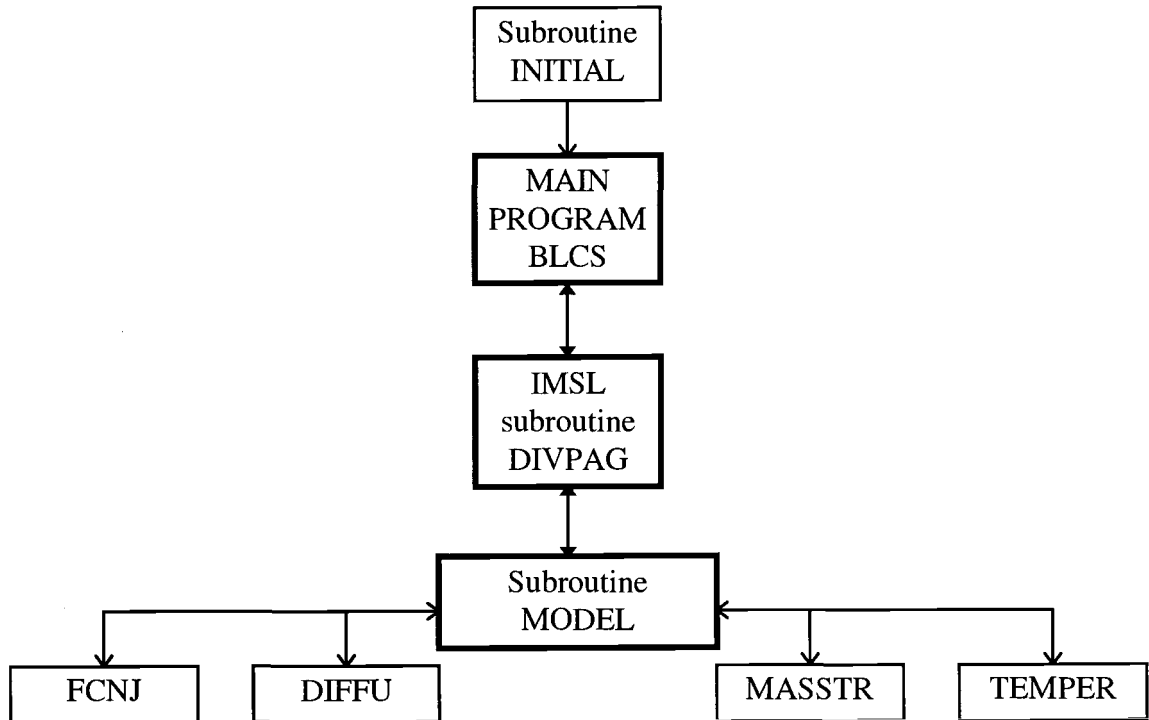 Subroutine
INITIAL
MAIN
PROGRAM
BLCS
IMSL
subroutine
DIVPAG
Subroutine
MODEL
FCNJ
DIFFU
MASSTR
TEMPER